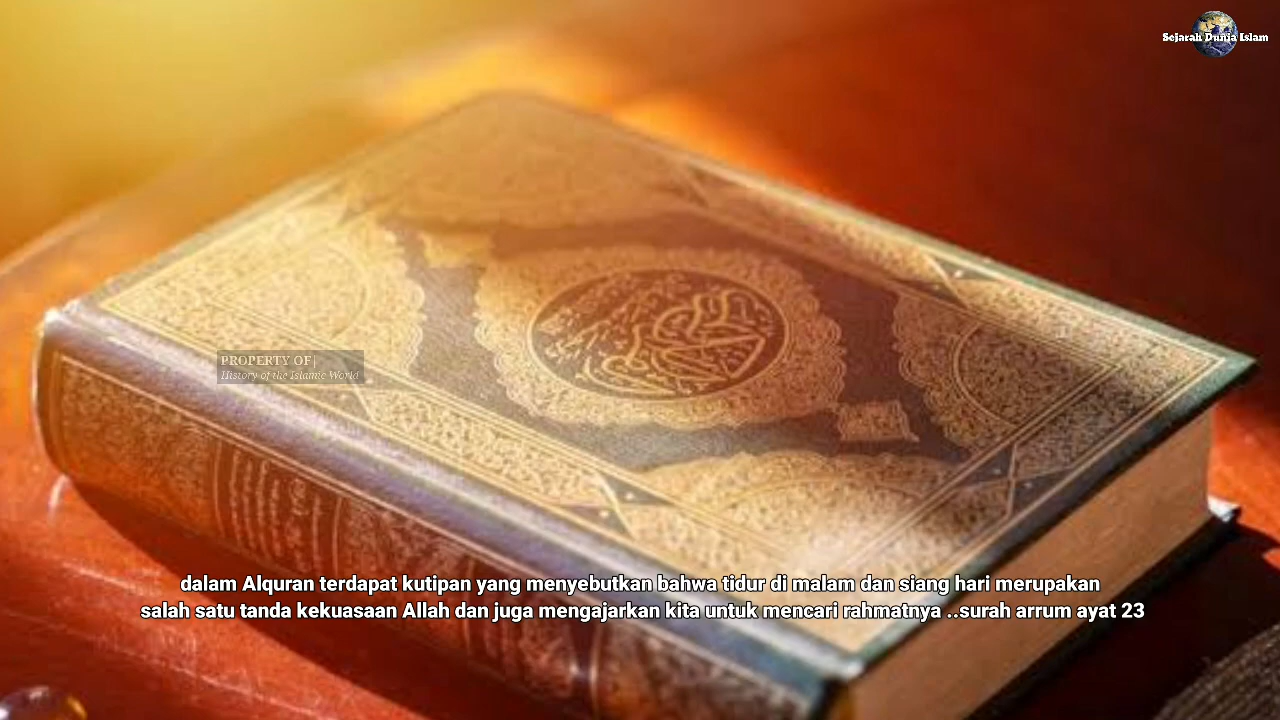 Sejarah Dunia Islam
PROPERTY OF|
History of the Islamic World
dalam Alquran terdapat kutipan yang menyebutkan bahwa tidur di malam dan siang hari merupakan
salah satu tanda kekuasaan Allah dan juga mengajarkan kita untuk mencari rahmatnya ..surah arrum ayat 23